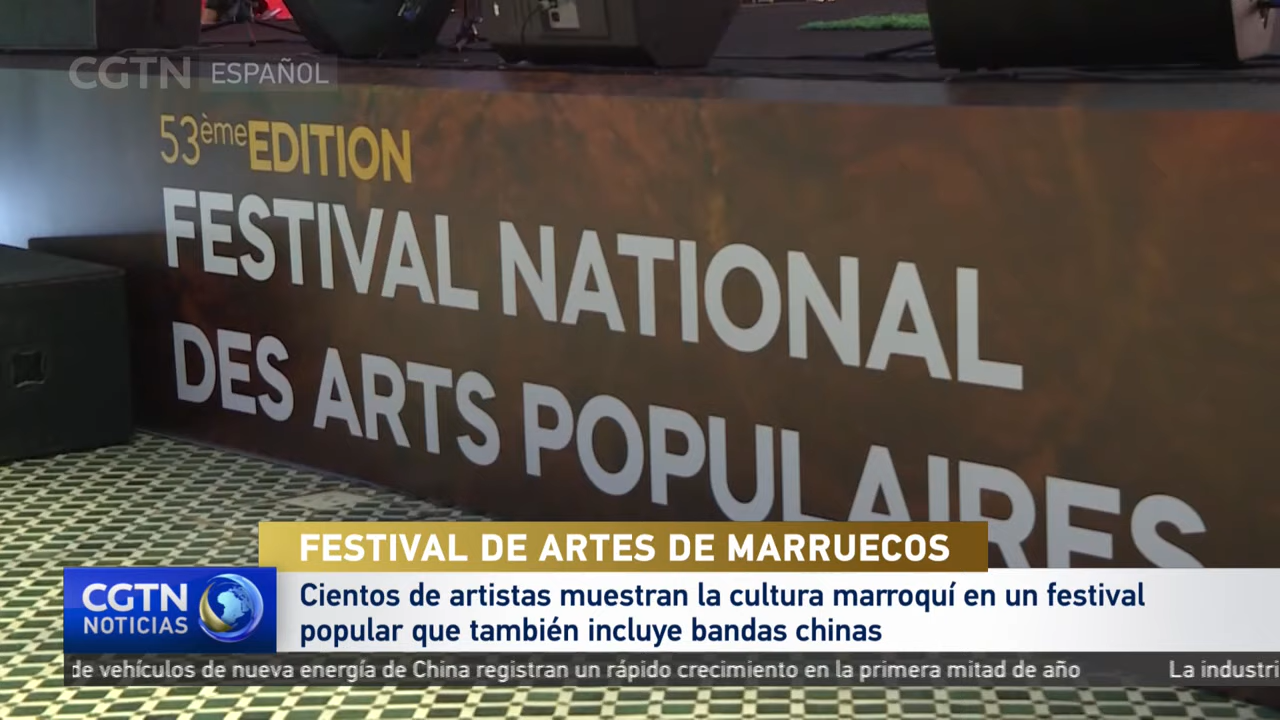 CGTN ESPAÑOL
53ème EDITION
FESTIVAL NATIONAL
DES ARTS POPULAIRES
FESTIVAL DE ARTES DE MARRUECOS
CGTN
NOTICIAS
Cientos de artistas muestran la cultura marroquí en un festival
popular que también incluye bandas chinas
de vehículos de nueva energía de China registran un rápido crecimiento en la primera mitad de año La industri